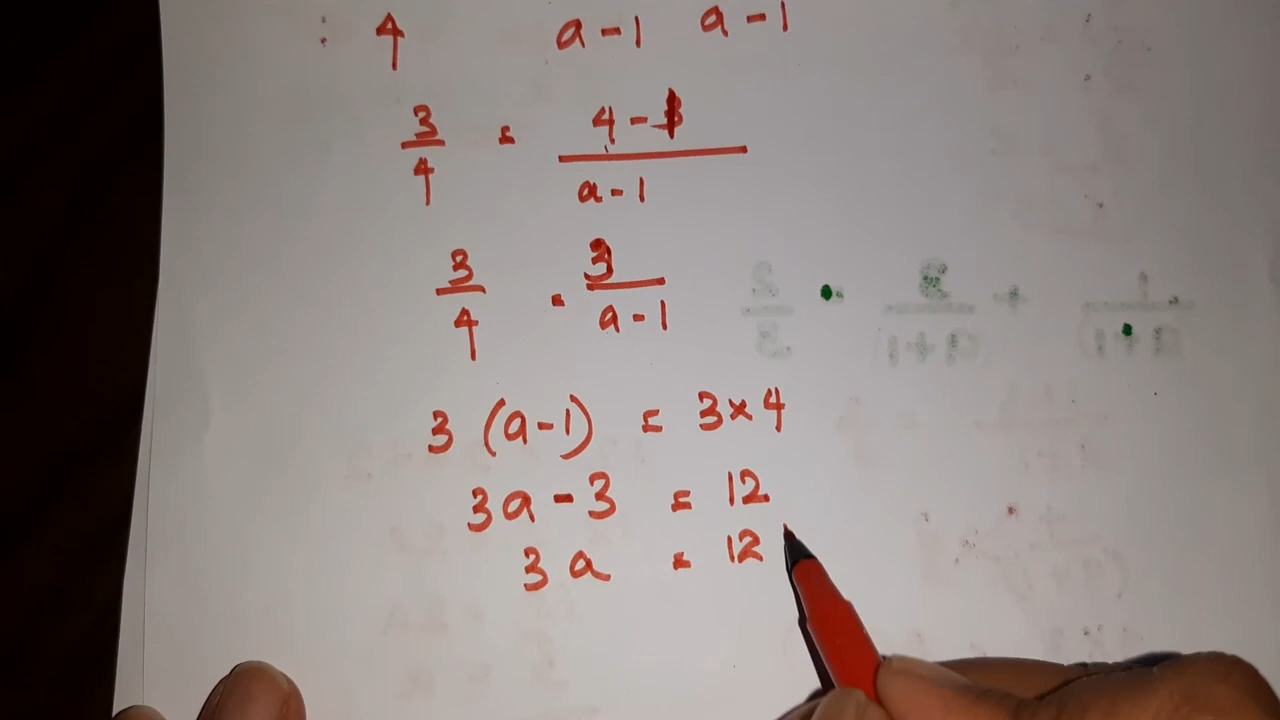 4 a-1 a-1
3/4 = 4-1/a-1
3/4 = 3/a-1
3(a-1) = 3×4
3a-3 = 12
3a = 12